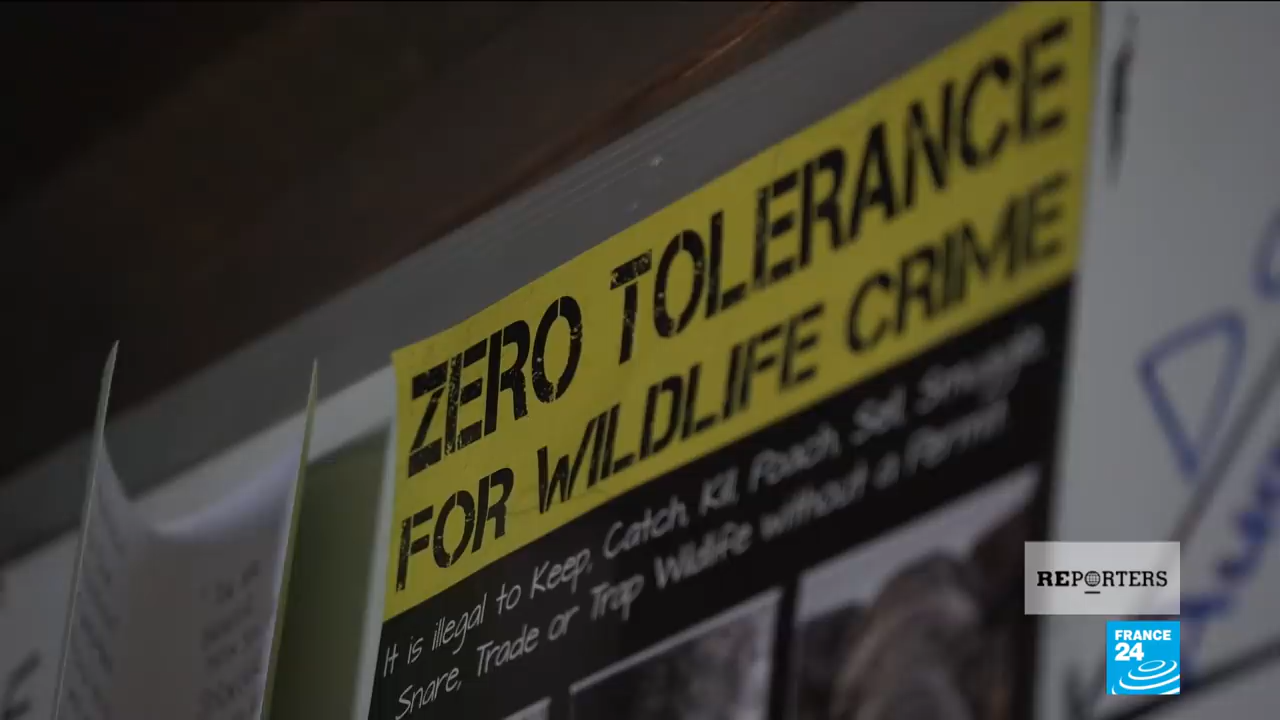 ZERO TOLERANCE
FOR WILDLIFE CRIME
It is illegal to Keep, Catch, Kill, Poach, Sell, Smuggle,
Snare, Trade or Trap Wildlife without a Permit!
REPORTERS
FRANCE
24